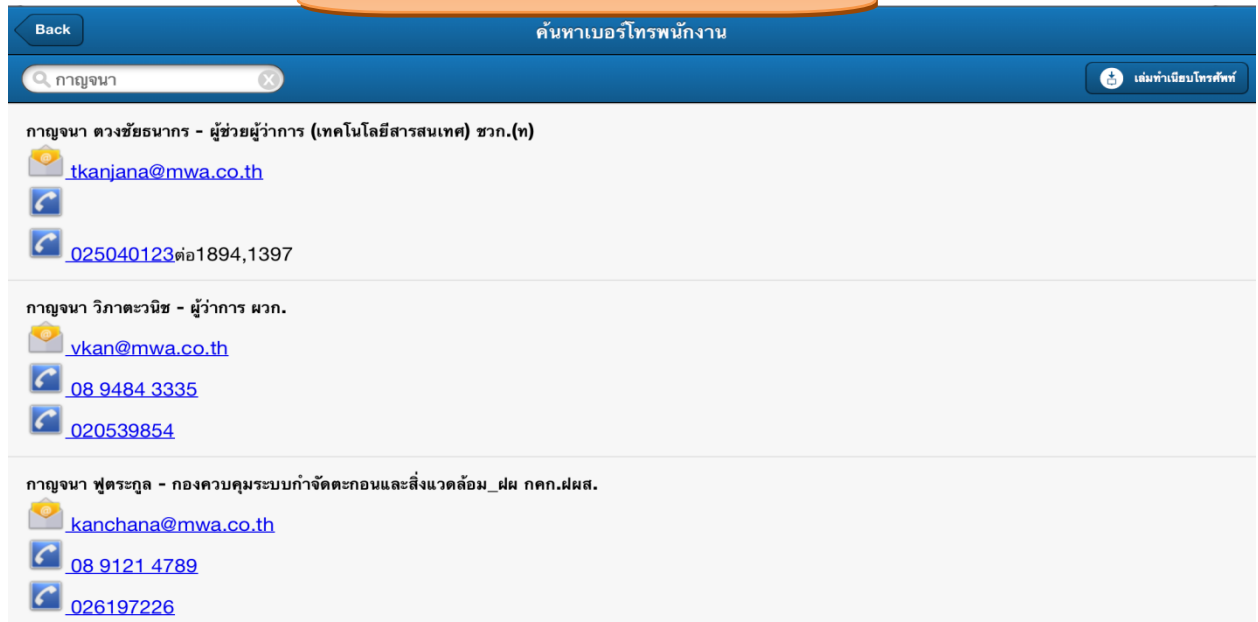 Back
ค้นหาเบอร์โทรพนักงาน
กาญจนา
เล่มทำเนียบโทรศัพท์
กาญจนา ตวงชัยธนากร - ผู้ช่วยผู้ว่าการ (เทคโนโลยีสารสนเทศ) ชวก.(ท)
tkanjana@mwa.co.th
025040123ต่อ1894,1397
กาญจนา วิภาตะวนิช - ผู้ว่าการ ผวก.
vkan@mwa.co.th
08 9484 3335
020539854
กาญจนา ฟูตระกูล - กองควบคุมระบบกำจัดตะกอนและสิ่งแวดล้อม_ฝผ กคก.ฝผส.
kanchana@mwa.co.th
08 9121 4789
026197226